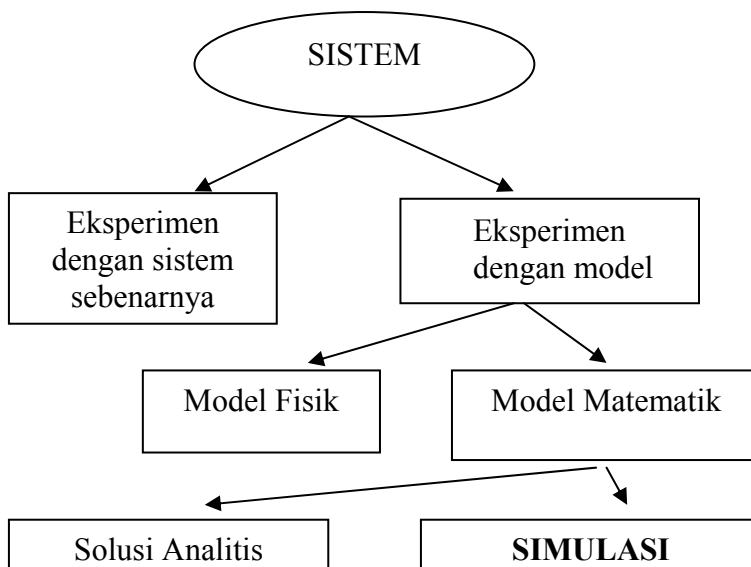 SISTEM
Eksperimen
dengan sistem
sebenarnya
Eksperimen
dengan model
Model Fisik
Model Matematik
Solusi Analitis
SIMULASI